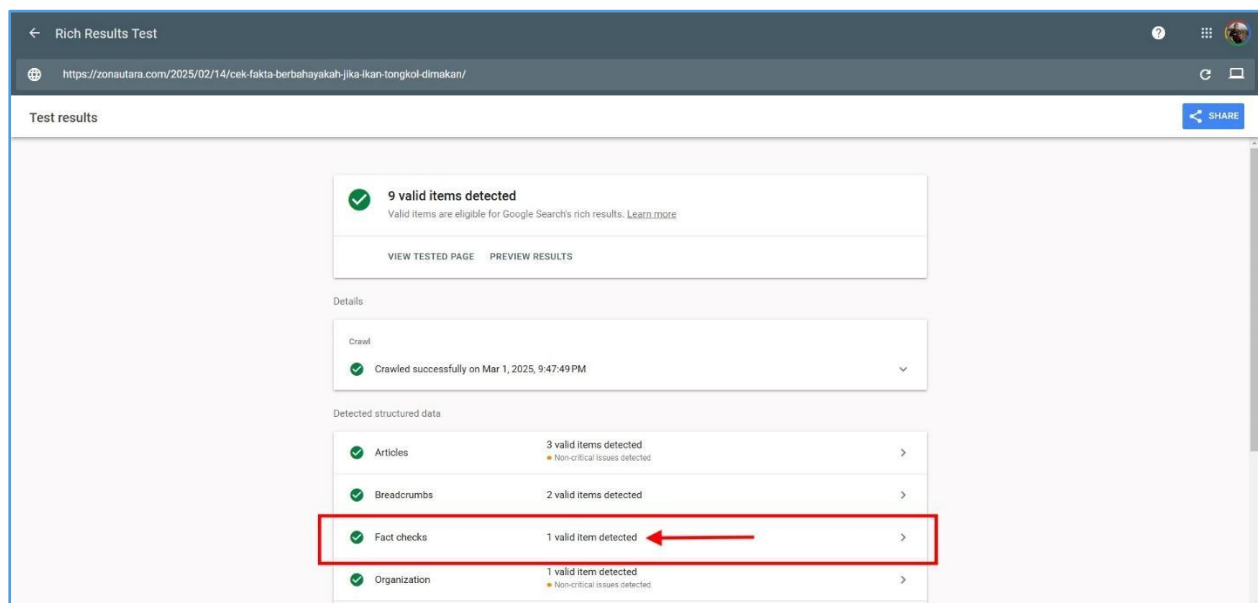 Rich Results Test
https://zonautara.com/2025/02/14/cek-fakta-berbahayakah-jika-ikan-tongkol-dimakan/
Test results
SHARE
9 valid items detected
Valid items are eligible for Google Search's rich results. Learn more
VIEW TESTED PAGE PREVIEW RESULTS
Details
Crawl
Crawled successfully on Mar 1, 2025, 9:47:49 PM
Detected structured data
Articles 3 valid items detected
Non-critical issues detected
Breadcrumbs 2 valid items detected
Fact checks 1 valid item detected
Organization 1 valid item detected
Non-critical issues detected